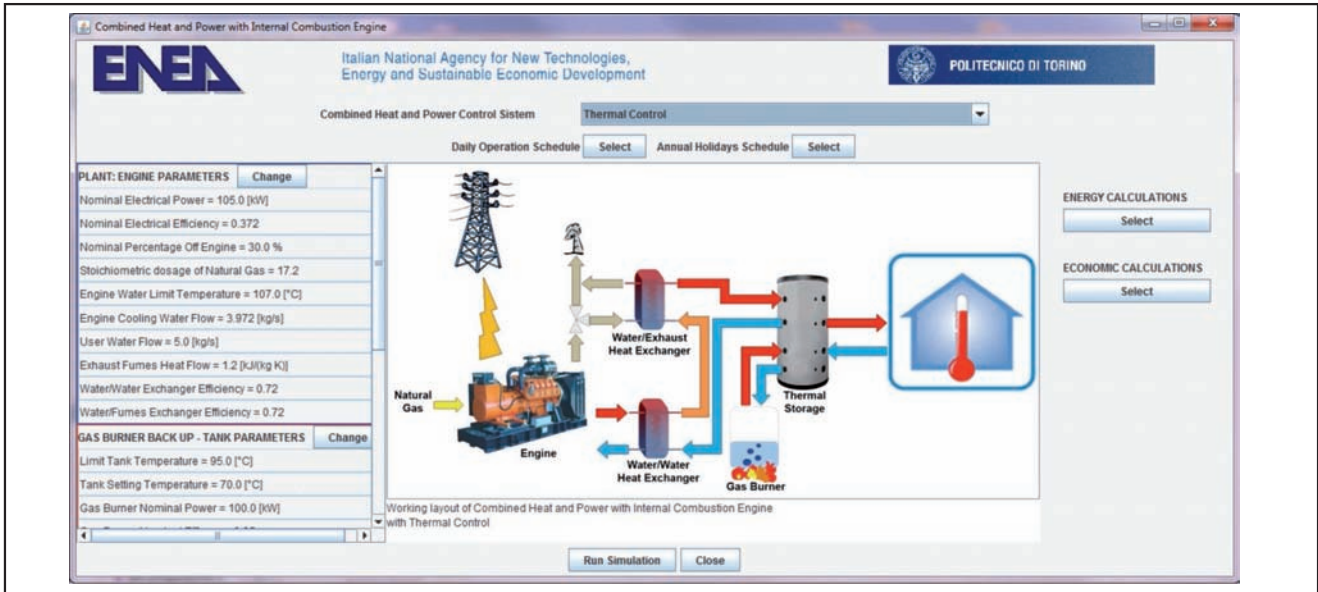 Combined Heat and Power with Internal Combustion Engine
ENEA
Italian National Agency for New Technologies,
Energy and Sustainable Economic Development
POLITECNICO DI TORINO
Combined Heat and Power Control Sistem
Thermal Control
Daily Operation Schedule Select Annual Holidays Schedule Select
PLANT: ENGINE PARAMETERS Change
Nominal Electrical Power = 105.0 [kW]
Nominal Electrical Efficiency = 0.372
Nominal Percentage Off Engine = 30.0 %
Stoichiometric dosage of Natural Gas = 17.2
Engine Water Limit Temperature = 107.0 [°C]
Engine Cooling Water Flow = 3.972 [kg/s]
User Water Flow = 5.0 [kg/s]
Exhaust Fumes Heat Flow = 1.2 [kJ/(kg K)]
Water/Water Exchanger Efficiency = 0.72
Water/Fumes Exchanger Efficiency = 0.72
GAS BURNER BACK UP - TANK PARAMETERS Change
Limit Tank Temperature = 95.0 [°C]
Tank Setting Temperature = 70.0 [°C]
Gas Burner Nominal Power = 100.0 [kW]
Natural
Gas
Engine
Water/Exhaust
Heat Exchanger
Water/Water
Heat Exchanger
Thermal
Storage
Gas Burner
Working layout of Combined Heat and Power with Internal Combustion Engine
with Thermal Control
ENERGY CALCULATIONS
Select
ECONOMIC CALCULATIONS
Select
Run Simulation Close